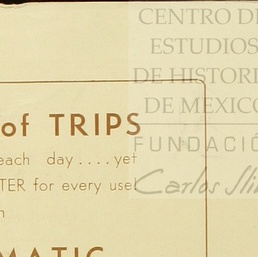 CENTRO DE
ESTUDIOS
DE HISTORI
DE MEXICO
FUNDACIÓ
Carlos Sli
of TRIPS
each day....yet
TER for every use!
MATIC